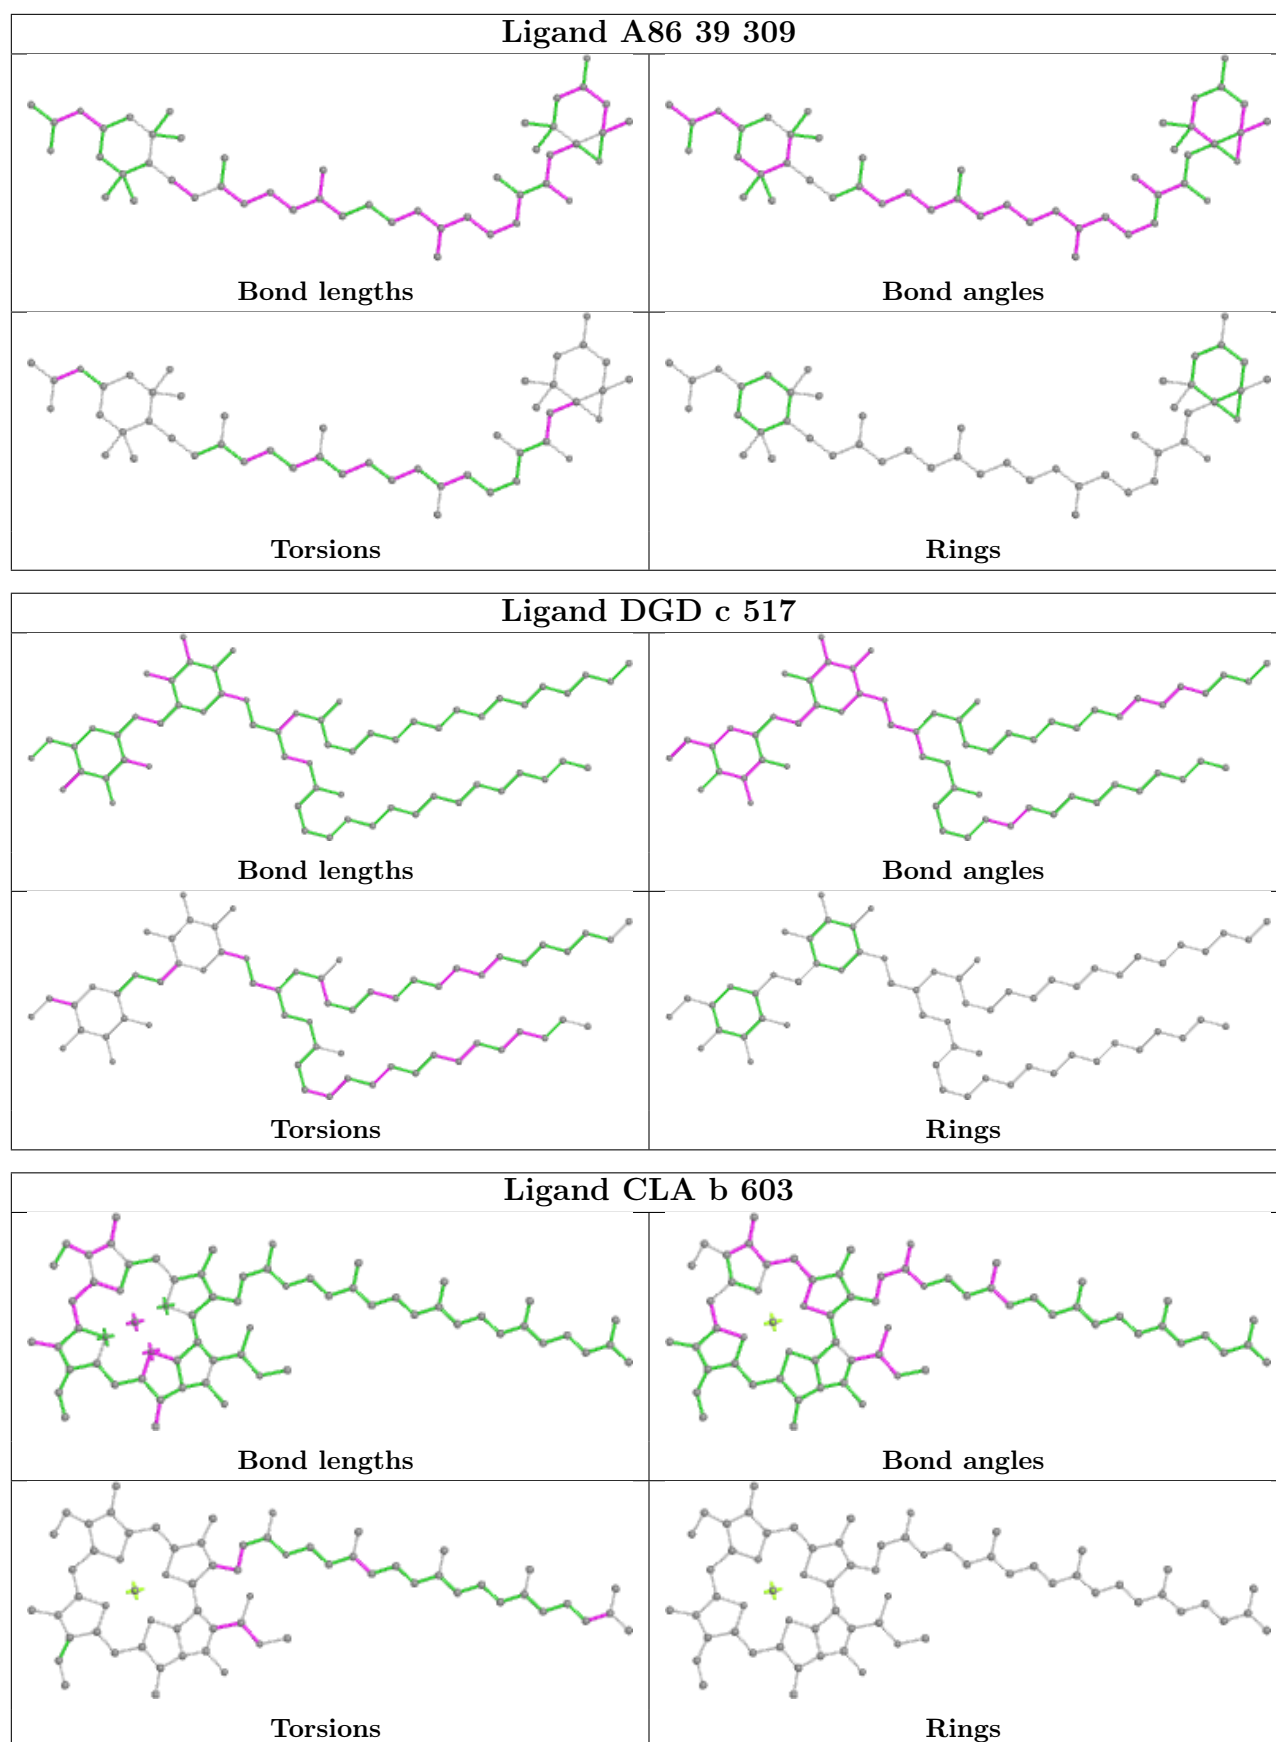 Ligand A86 39 309
Bond lengths
Bond angles
Torsions
Rings
Ligand DGD c 517
Bond lengths
Bond angles
Torsions
Rings
Ligand CLA b 603
Bond lengths
Bond angles
Torsions
Rings